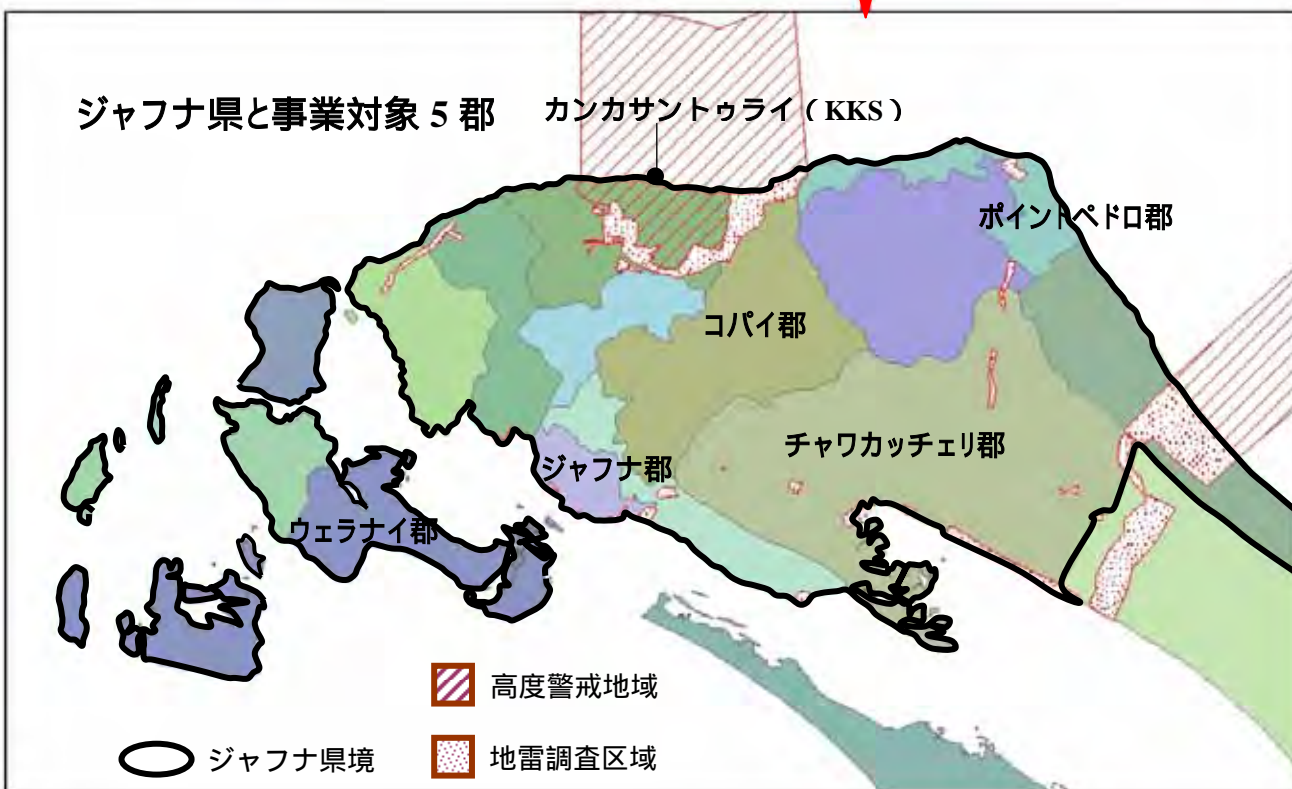 ジャフナ県と事業対象 5 郡
カンカサントゥライ（KKS）
ポイントペドロ郡
コパイ郡
チャワカッチェリ郡
ジャフナ郡
ウェラナイ郡
高度警戒地域
ジャフナ県境
地雷調査区域